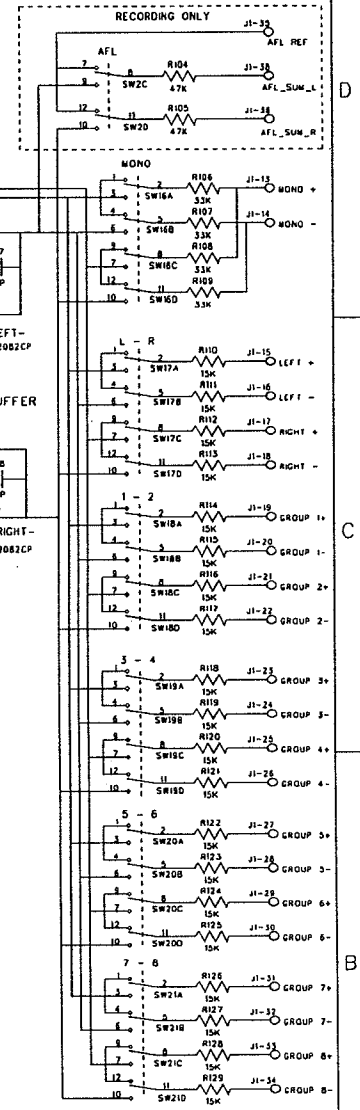 RECORDING ONLY
J1-35
AFL REF
AFL
7
8
9
SW2C
R104
47K
J1-38
AFL_SUM_L
12
11
10
SW2D
R105
47K
AFL_SUM_R
D
MONO
1
2
3
SW16A
R106
33K
J1-13
MONO +
4
5
6
SW16B
R107
33K
J1-14
MONO -
9
8
7
SW16C
R108
33K
12
11
10
SW16D
R109
33K
L - R
1
2
3
SW17A
R110
15K
J1-15
LEFT +
4
5
6
SW17B
R111
15K
J1-16
LEFT -
9
8
7
SW17C
R112
15K
J1-17
RIGHT +
12
11
10
SW17D
R113
15K
J1-18
RIGHT -
EFT-
2082CP
UFFER
RIGHT-
2082CP
C
1 - 2
1
2
3
SW18A
R114
15K
J1-19
GROUP 1+
4
5
6
SW18B
R115
15K
J1-20
GROUP 1-
9
8
7
SW18C
R116
15K
J1-21
GROUP 2+
12
11
10
SW18D
R117
15K
J1-22
GROUP 2-
3 - 4
1
2
3
SW19A
R118
15K
J1-23
GROUP 3+
4
5
6
SW19B
R119
15K
J1-24
GROUP 3-
9
8
7
SW19C
R120
15K
J1-25
GROUP 4+
12
11
10
SW19D
R121
15K
J1-26
GROUP 4-
5 - 6
1
2
3
SW20A
R122
15K
J1-27
GROUP 5+
4
5
6
SW20B
R123
15K
J1-28
GROUP 5-
9
8
7
SW20C
R124
15K
J1-29
GROUP 6+
12
11
10
SW20D
R125
15K
J1-30
GROUP 6-
B
7 - 8
1
2
3
SW21A
R126
15K
J1-31
GROUP 7+
4
5
6
SW21B
R127
15K
J1-32
GROUP 7-
9
8
7
SW21C
R128
15K
J1-33
GROUP 8+
12
11
10
SW21D
R129
15K
J1-34
GROUP 8-